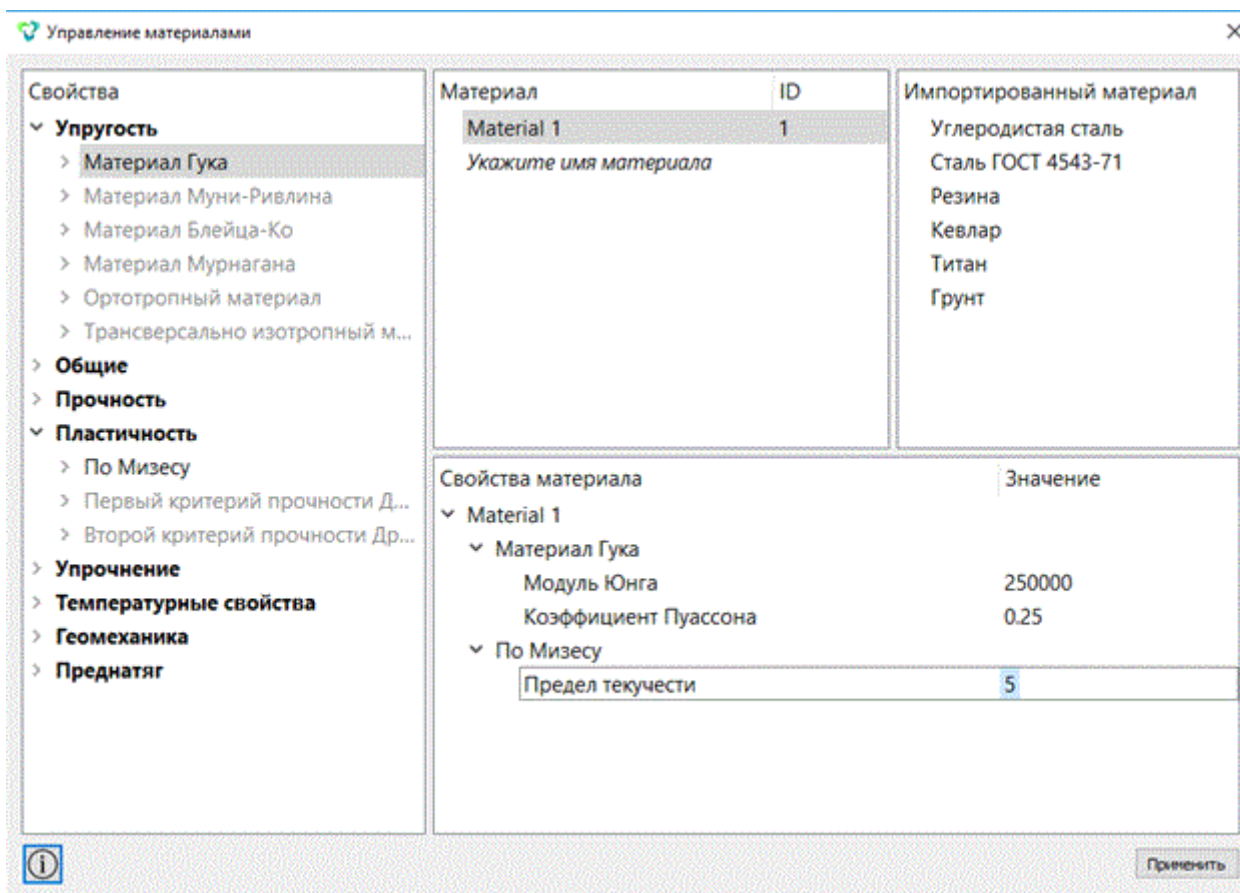 Управление материалами
Свойства
Упругость
Материал Гука
Материал Муни-Ривлина
Материал Блейца-Ко
Материал Мурнагана
Ортотропный материал
Трансверсально изотропный м...
Общие
Прочность
Пластичность
По Мизесу
Первый критерий прочности Д...
Второй критерий прочности Др...
Упрочнение
Температурные свойства
Геомеханика
Преднатяг
Материал ID
Material 1 1
Укажите имя материала
Импортированный материал
Углеродистая сталь
Сталь ГОСТ 4543-71
Резина
Кевлар
Титан
Грунт
Свойства материала Значение
Material 1
Материал Гука
Модуль Юнга 250000
Коэффициент Пуассона 0.25
По Мизесу
Предел текучести 5
Применить